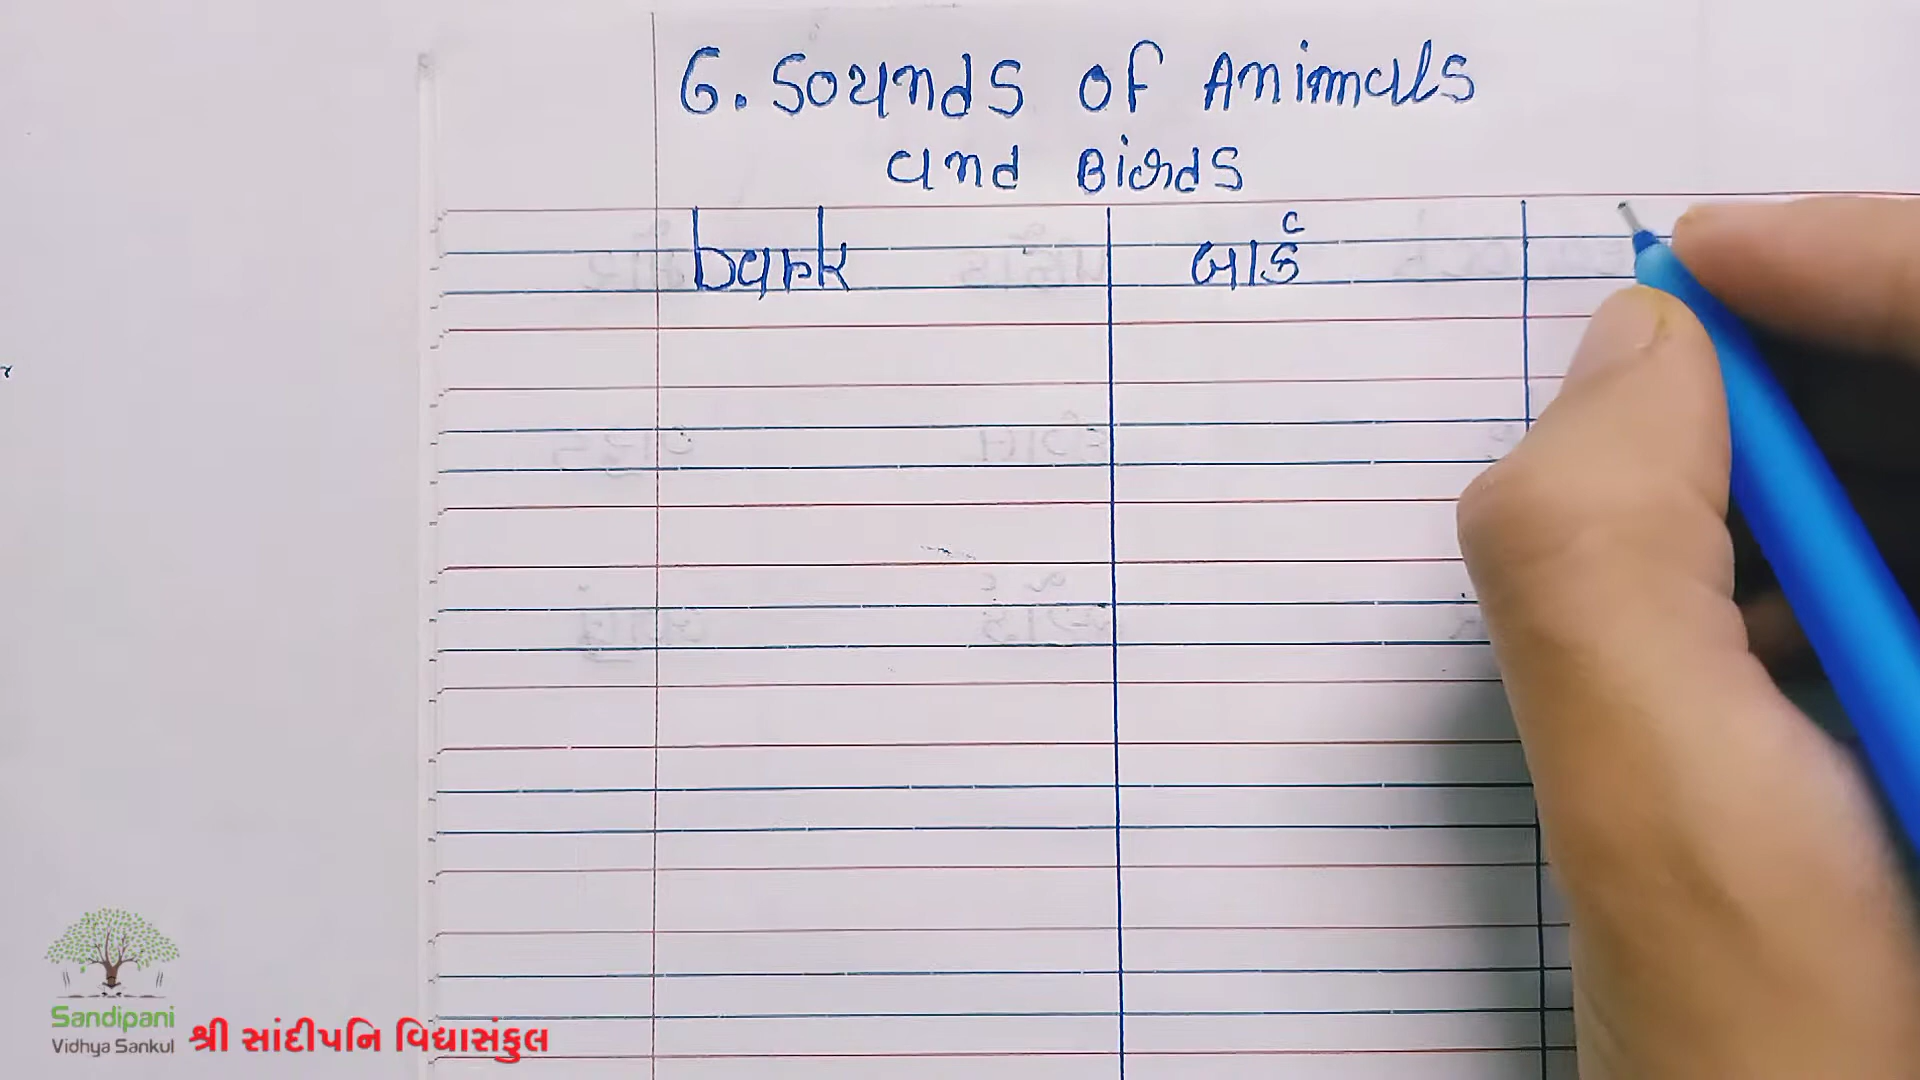 6. Sounds of Animals
and Birds
bark બાર્ક
Sandipani
Vidhya Sankul
શ્રી સાંદીપનિ વિદ્યાસંકુલ